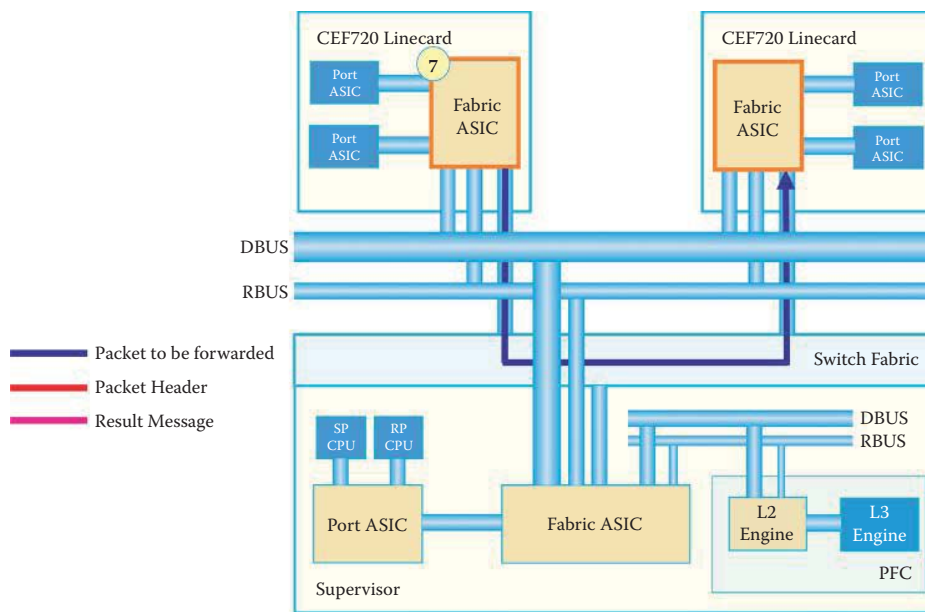 CEF720 Linecard
CEF720 Linecard
7
Port
ASIC
Fabric
ASIC
Port
ASIC
Fabric
ASIC
Port
ASIC
Port
ASIC
DBUS
RBUS
Packet to be forwarded
Switch Fabric
Packet Header
Result Message
SP
CPU
RP
CPU
DBUS
RBUS
Port ASIC
Fabric ASIC
L2
Engine
L3
Engine
PFC
Supervisor